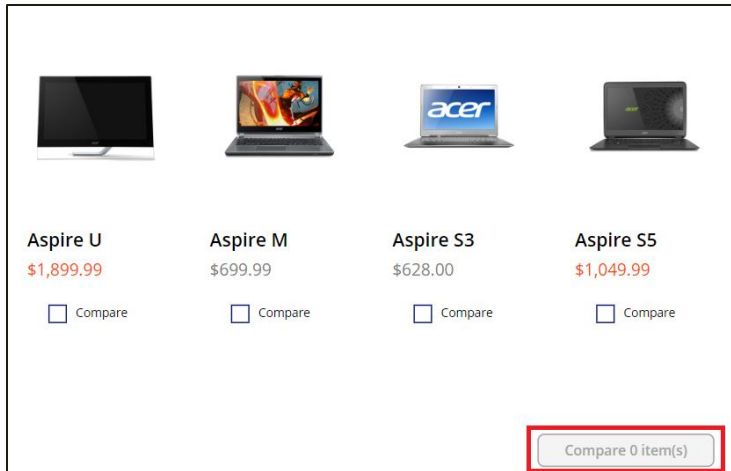 acer
Aspire U
Aspire M
Aspire S3
Aspire S5
$1,899.99
$699.99
$628.00
$1,049.99
Compare
Compare
Compare
Compare
Compare 0 item(s)